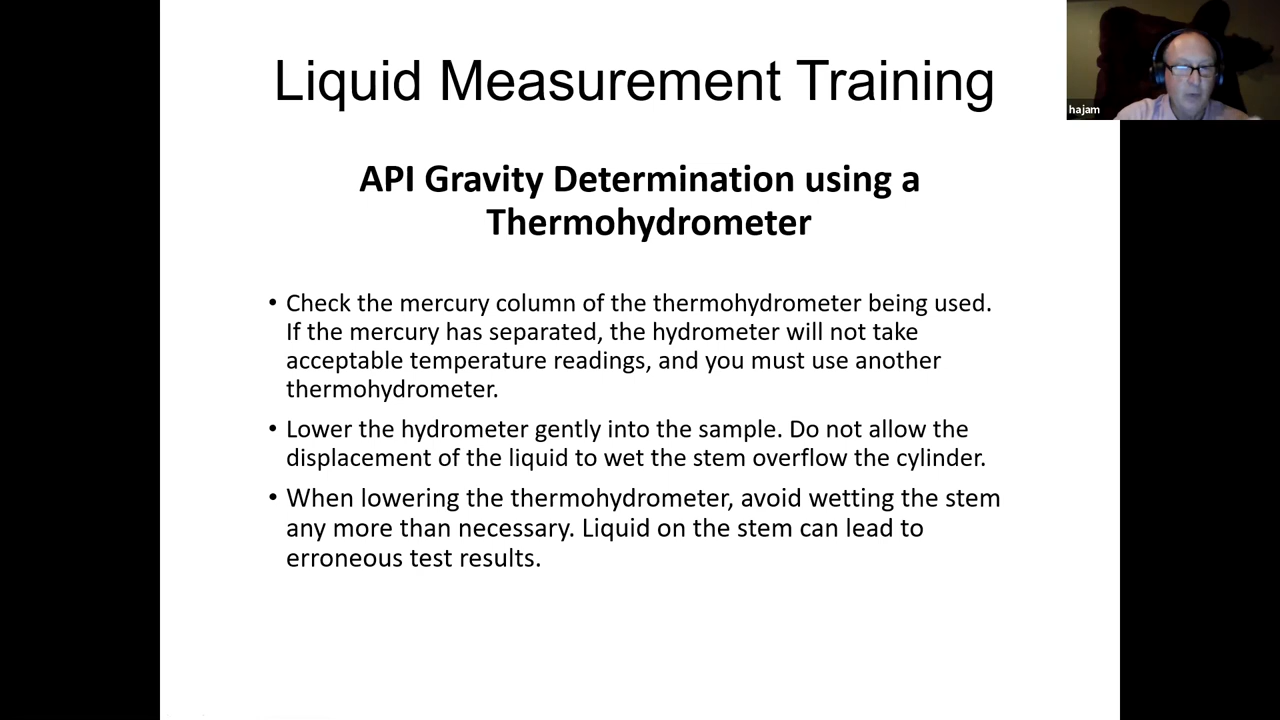 Liquid Measurement Training
hajam
API Gravity Determination using a
Thermohydrometer
• Check the mercury column of the thermohydrometer being used.
If the mercury has separated, the hydrometer will not take
acceptable temperature readings, and you must use another
thermohydrometer.
• Lower the hydrometer gently into the sample. Do not allow the
displacement of the liquid to wet the stem overflow the cylinder.
• When lowering the thermohydrometer, avoid wetting the stem
any more than necessary. Liquid on the stem can lead to
erroneous test results.